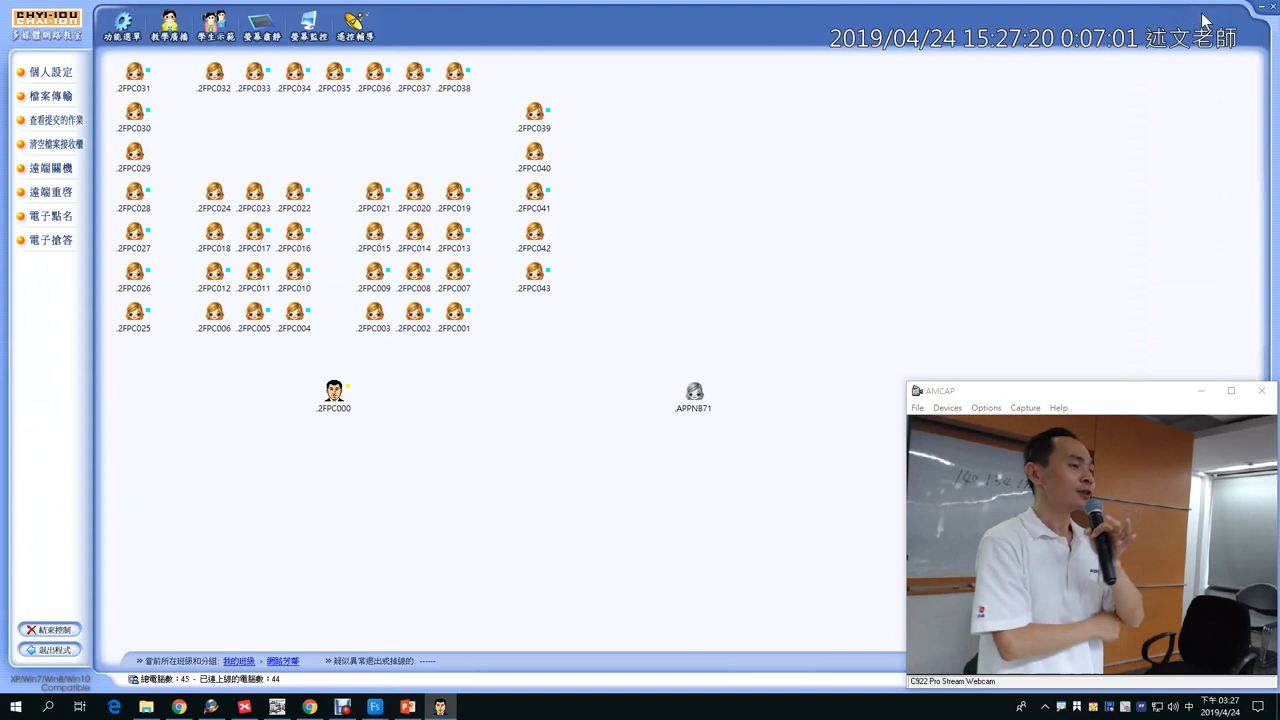 CHYI-IOU
多媒體網路教室
功能選單 教學廣播 學生示範 螢幕肅靜 螢幕監控 遙控輔導
2019/04/24 15:27:20 0:07:01 述文老師
個人設定
檔案傳輸
查看提交的作業
清空檔案接收櫃
遠端關機
遠端重啓
電子點名
電子搶答
.2FPC031 .2FPC032 .2FPC033 .2FPC034 .2FPC035 .2FPC036 .2FPC037 .2FPC038
.2FPC030 .2FPC039
.2FPC029 .2FPC040
.2FPC028 .2FPC024 .2FPC023 .2FPC022 .2FPC021 .2FPC020 .2FPC019 .2FPC041
.2FPC027 .2FPC018 .2FPC017 .2FPC016 .2FPC015 .2FPC014 .2FPC013 .2FPC042
.2FPC026 .2FPC012 .2FPC011 .2FPC010 .2FPC009 .2FPC008 .2FPC007 .2FPC043
.2FPC025 .2FPC006 .2FPC005 .2FPC004 .2FPC003 .2FPC002 .2FPC001
.2FPC000 .APPNB71
AMCAP
File Devices Options Capture Help
C922 Pro Stream Webcam
結束控制
退出程式
當前所在班級和分組: 我的班級 > 網路芳鄰 疑似異常退出或掉線的: ------
總電腦數：45 - 已連上線的電腦數：44
XP/Win7/Win8/Win10
Compatible
中
下午 03:27
2019/4/24